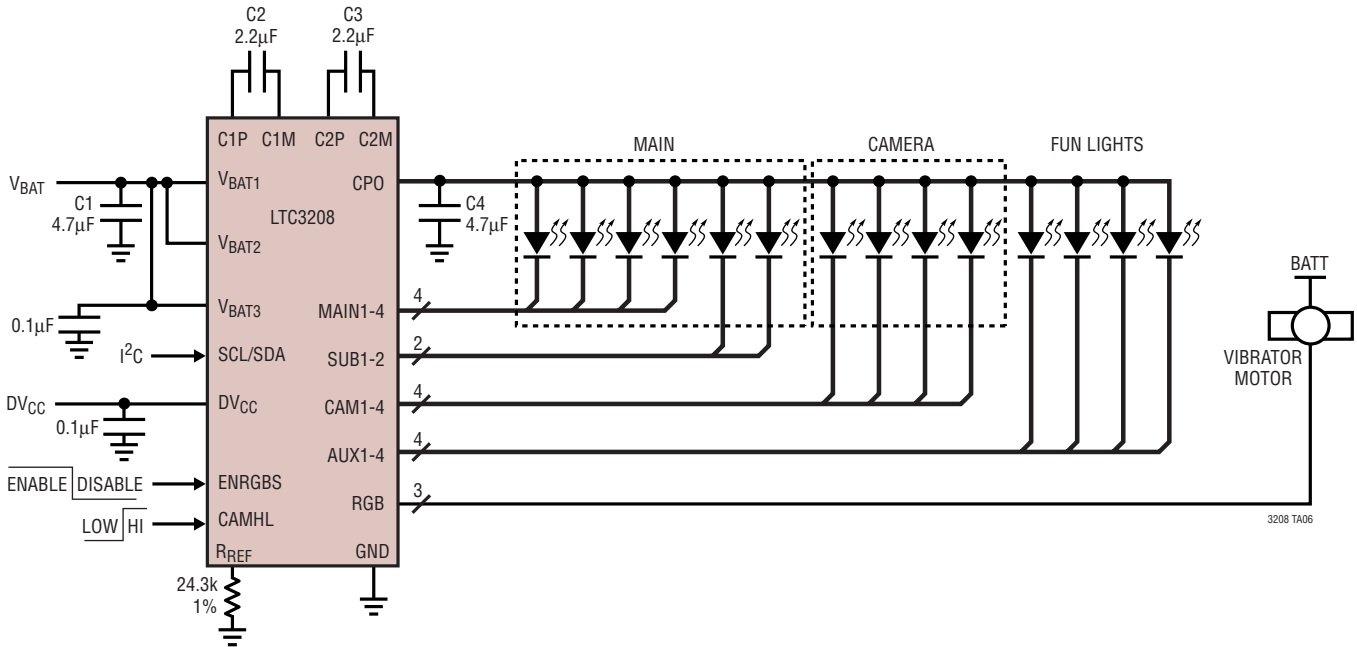 C2
2.2µF
C3
2.2µF
C1P C1M C2P C2M
MAIN
CAMERA
FUN LIGHTS
VBAT
VBAT1
CPO
C1
4.7µF
LTC3208
C4
4.7µF
VBAT2
BATT
VBAT3
MAIN1-4
4
0.1µF
I2C
SCL/SDA
SUB1-2
2
VIBRATOR
MOTOR
DVCC
DVCC
CAM1-4
4
0.1µF
AUX1-4
4
ENABLE DISABLE
ENRGBS
RGB
3
LOW HI
CAMHL
3208 TA06
RREF
GND
24.3k
1%